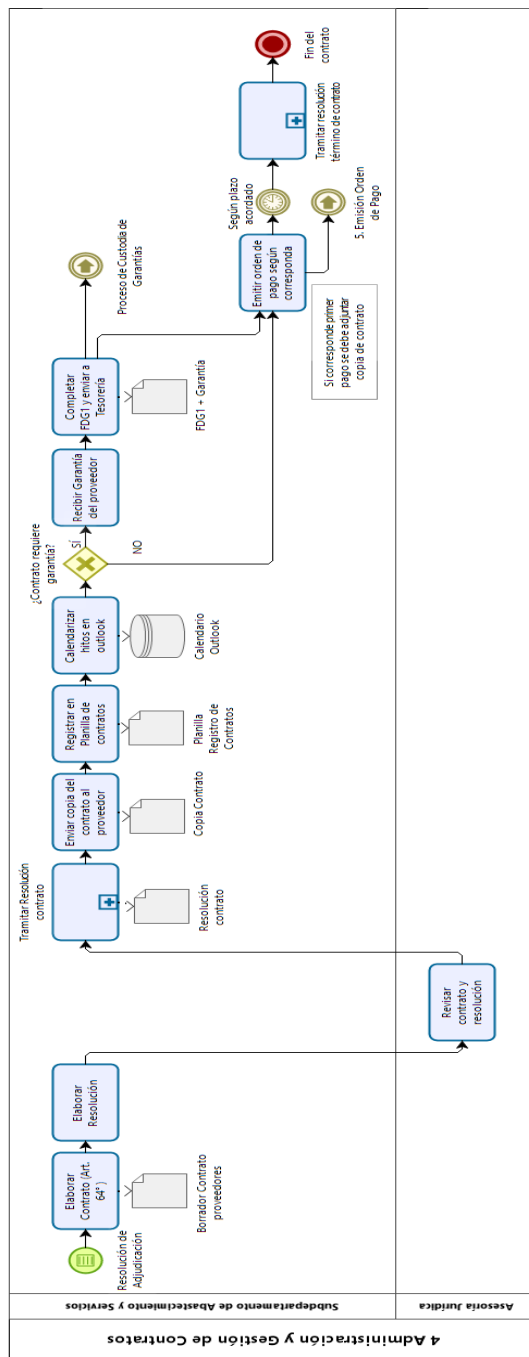 4 Administración y Gestión de Contratos
Subdepartamento de Abastecimiento y Servicios
Asesoría Jurídica
Resolución de
Adjudicación
Elaborar
Contrato (Art.
64°)
Borrador Contrato
proveedores
Elaborar
Resolución
Revisar
contrato y
resolución
Tramitar Resolución
contrato
Resolución
contrato
Enviar copia del
contrato al
proveedor
Copia Contrato
Registrar en
Planilla de
contratos
Planilla
Registro de
Contratos
Calendarizar
hitos en
outlook
Calendario
Outlook
¿Contrato requiere
garantía?
SÍ
NO
Recibir Garantía
del proveedor
Completar
FDG1 y enviar a
Tesorería
FDG1 + Garantía
Proceso de Custodia de
Garantías
Emitir orden de
pago según
corresponda
Si corresponde primer
pago se debe adjuntar
copia de contrato
Según plazo
acordado
5. Emisión Orden
de Pago
Tramitar resolución
término de contrato
Fin del
contrato